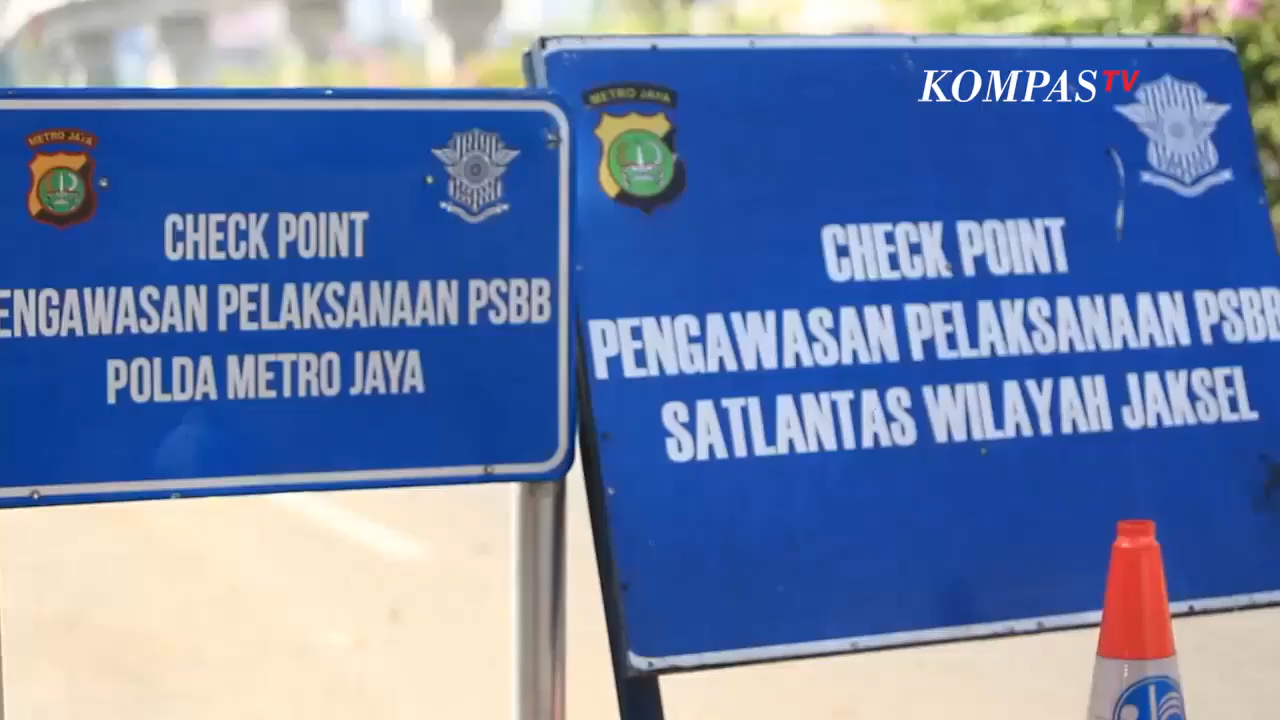 KOMPASTV
METRO JAYA
CHECK POINT
ENGAWASAN PELAKSANAAN PSBB
POLDA METRO JAYA
METRO JAYA
CHECK POINT
PENGAWASAN PELAKSANAAN PSBB
SATLANTAS WILAYAH JAKSEL